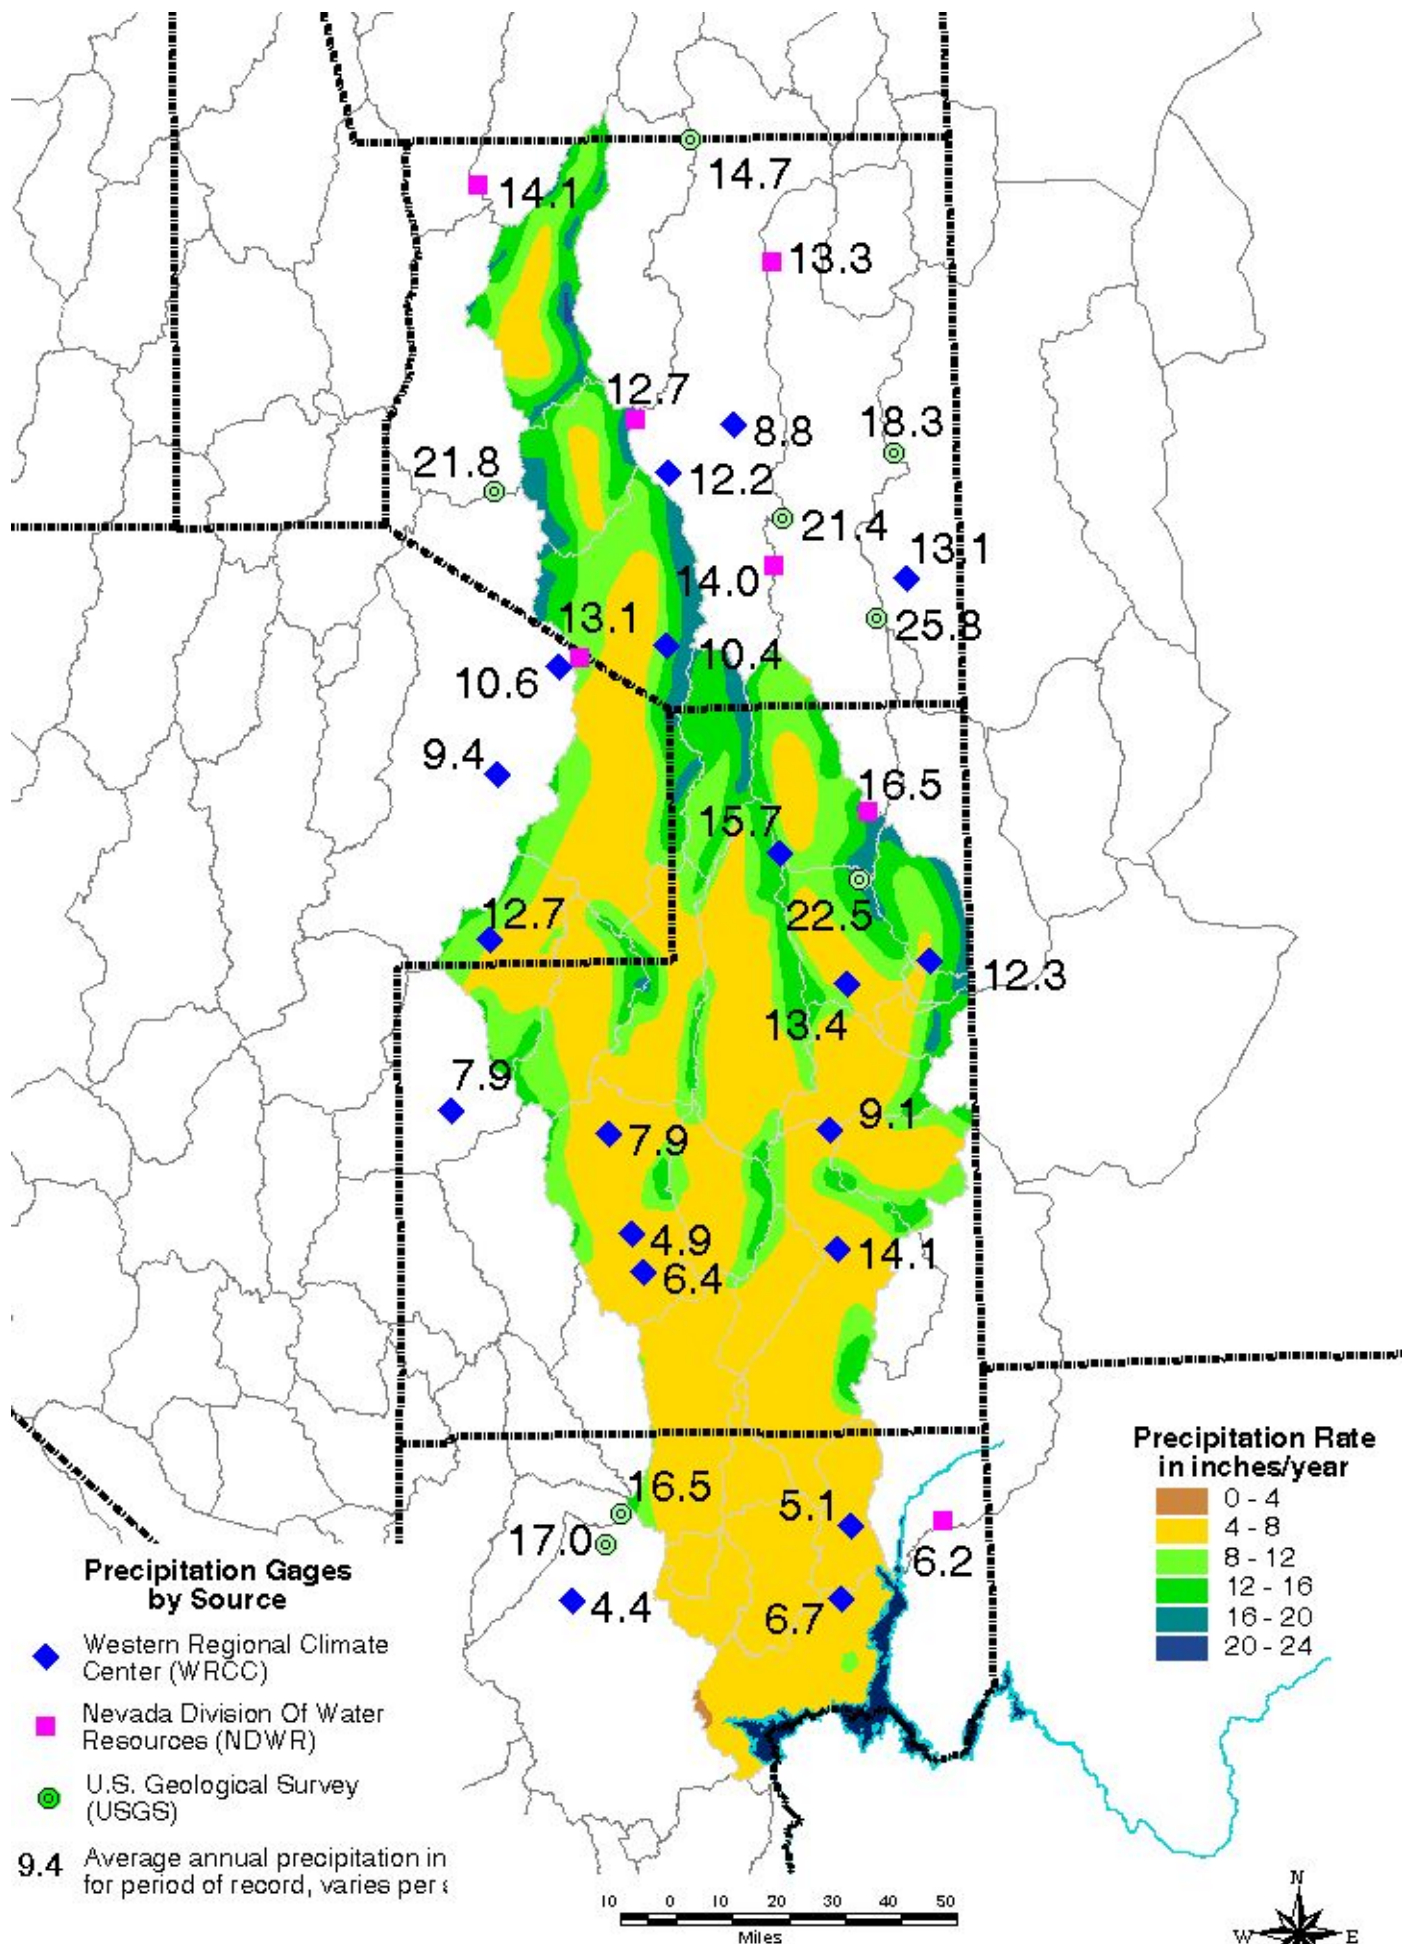 14.7
14.1
13.3
12.7
8.8
18.3
21.8
12.2
21.4
13.1
14.0
13.1
25.8
10.4
10.6
9.4
16.5
15.7
12.7
22.5
12.3
13.4
7.9
9.1
7.9
4.9
14.1
6.4
16.5
5.1
17.0
6.2
4.4
6.7
Precipitation Rate
in inches/year
0 - 4
4 - 8
8 - 12
12 - 16
16 - 20
20 - 24
Precipitation Gages
by Source
Western Regional Climate
Center (WRCC)
Nevada Division Of Water
Resources (NDWR)
U.S. Geological Survey
(USGS)
9.4 Average annual precipitation in
for period of record, varies per
10 0 10 20 30 40 50
Miles
N
W E